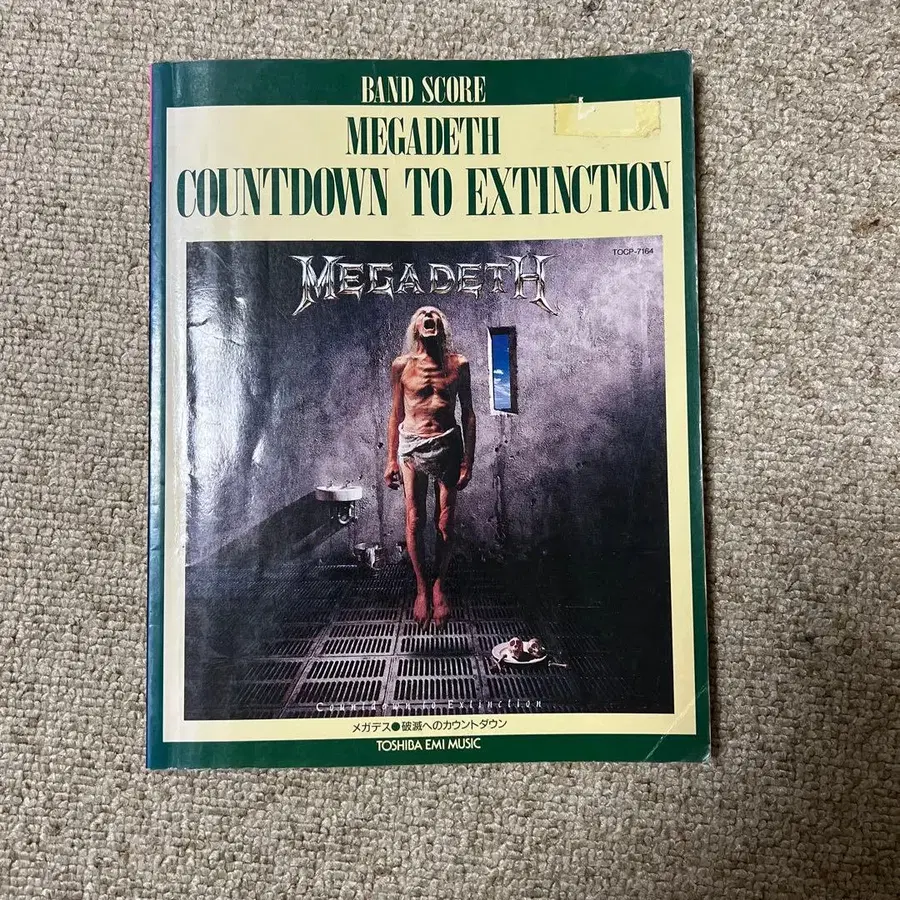 BAND SCORE
MEGADETH
COUNTDOWN TO EXTINCTION
TOCP-7164
MEGADETH
Countdown to Extinction
メガデス●破滅へのカウントダウン
TOSHIBA EMI MUSIC